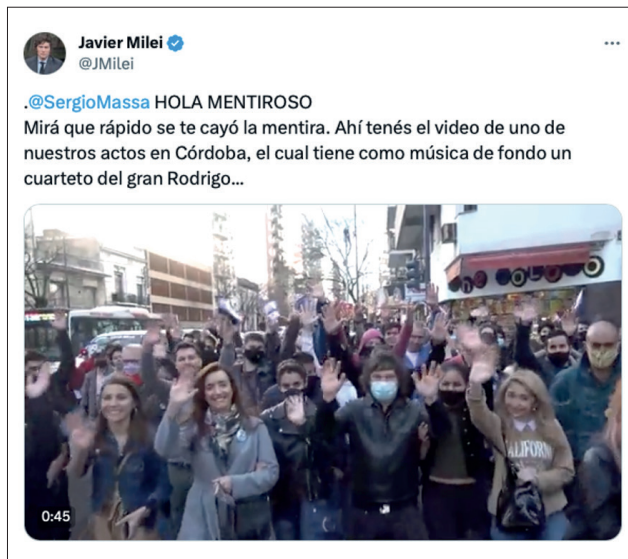 Javier Milei
@JMilei
.@SergioMassa HOLA MENTIROSO
Mirá que rápido se te cayó la mentira. Ahí tenés el video de uno de
nuestros actos en Córdoba, el cual tiene como música de fondo un
cuarteto del gran Rodrigo...
CALIFORN
0:45